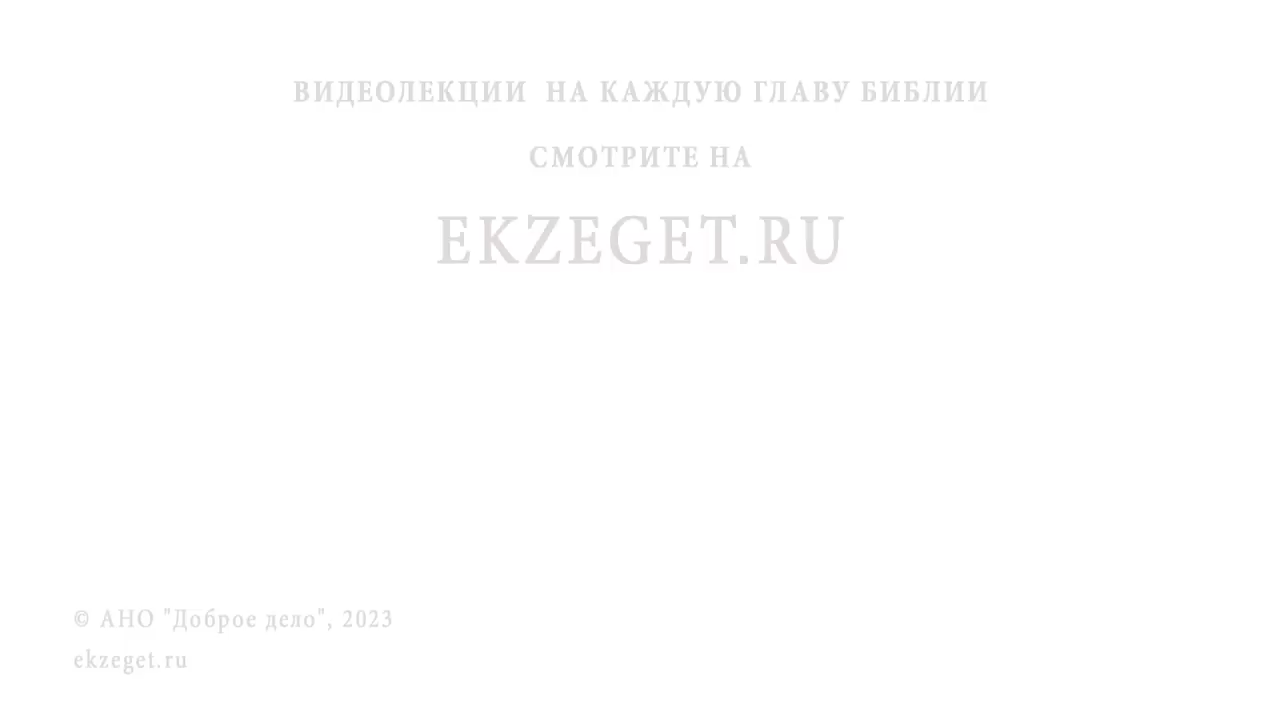 ВИДЕОЛЕКЦИИ НА КАЖДУЮ ГЛАВУ БИБЛИИ
СМОТРИТЕ НА
EKZEGET.RU
© АНО "Доброе дело", 2023
ekzeget.ru